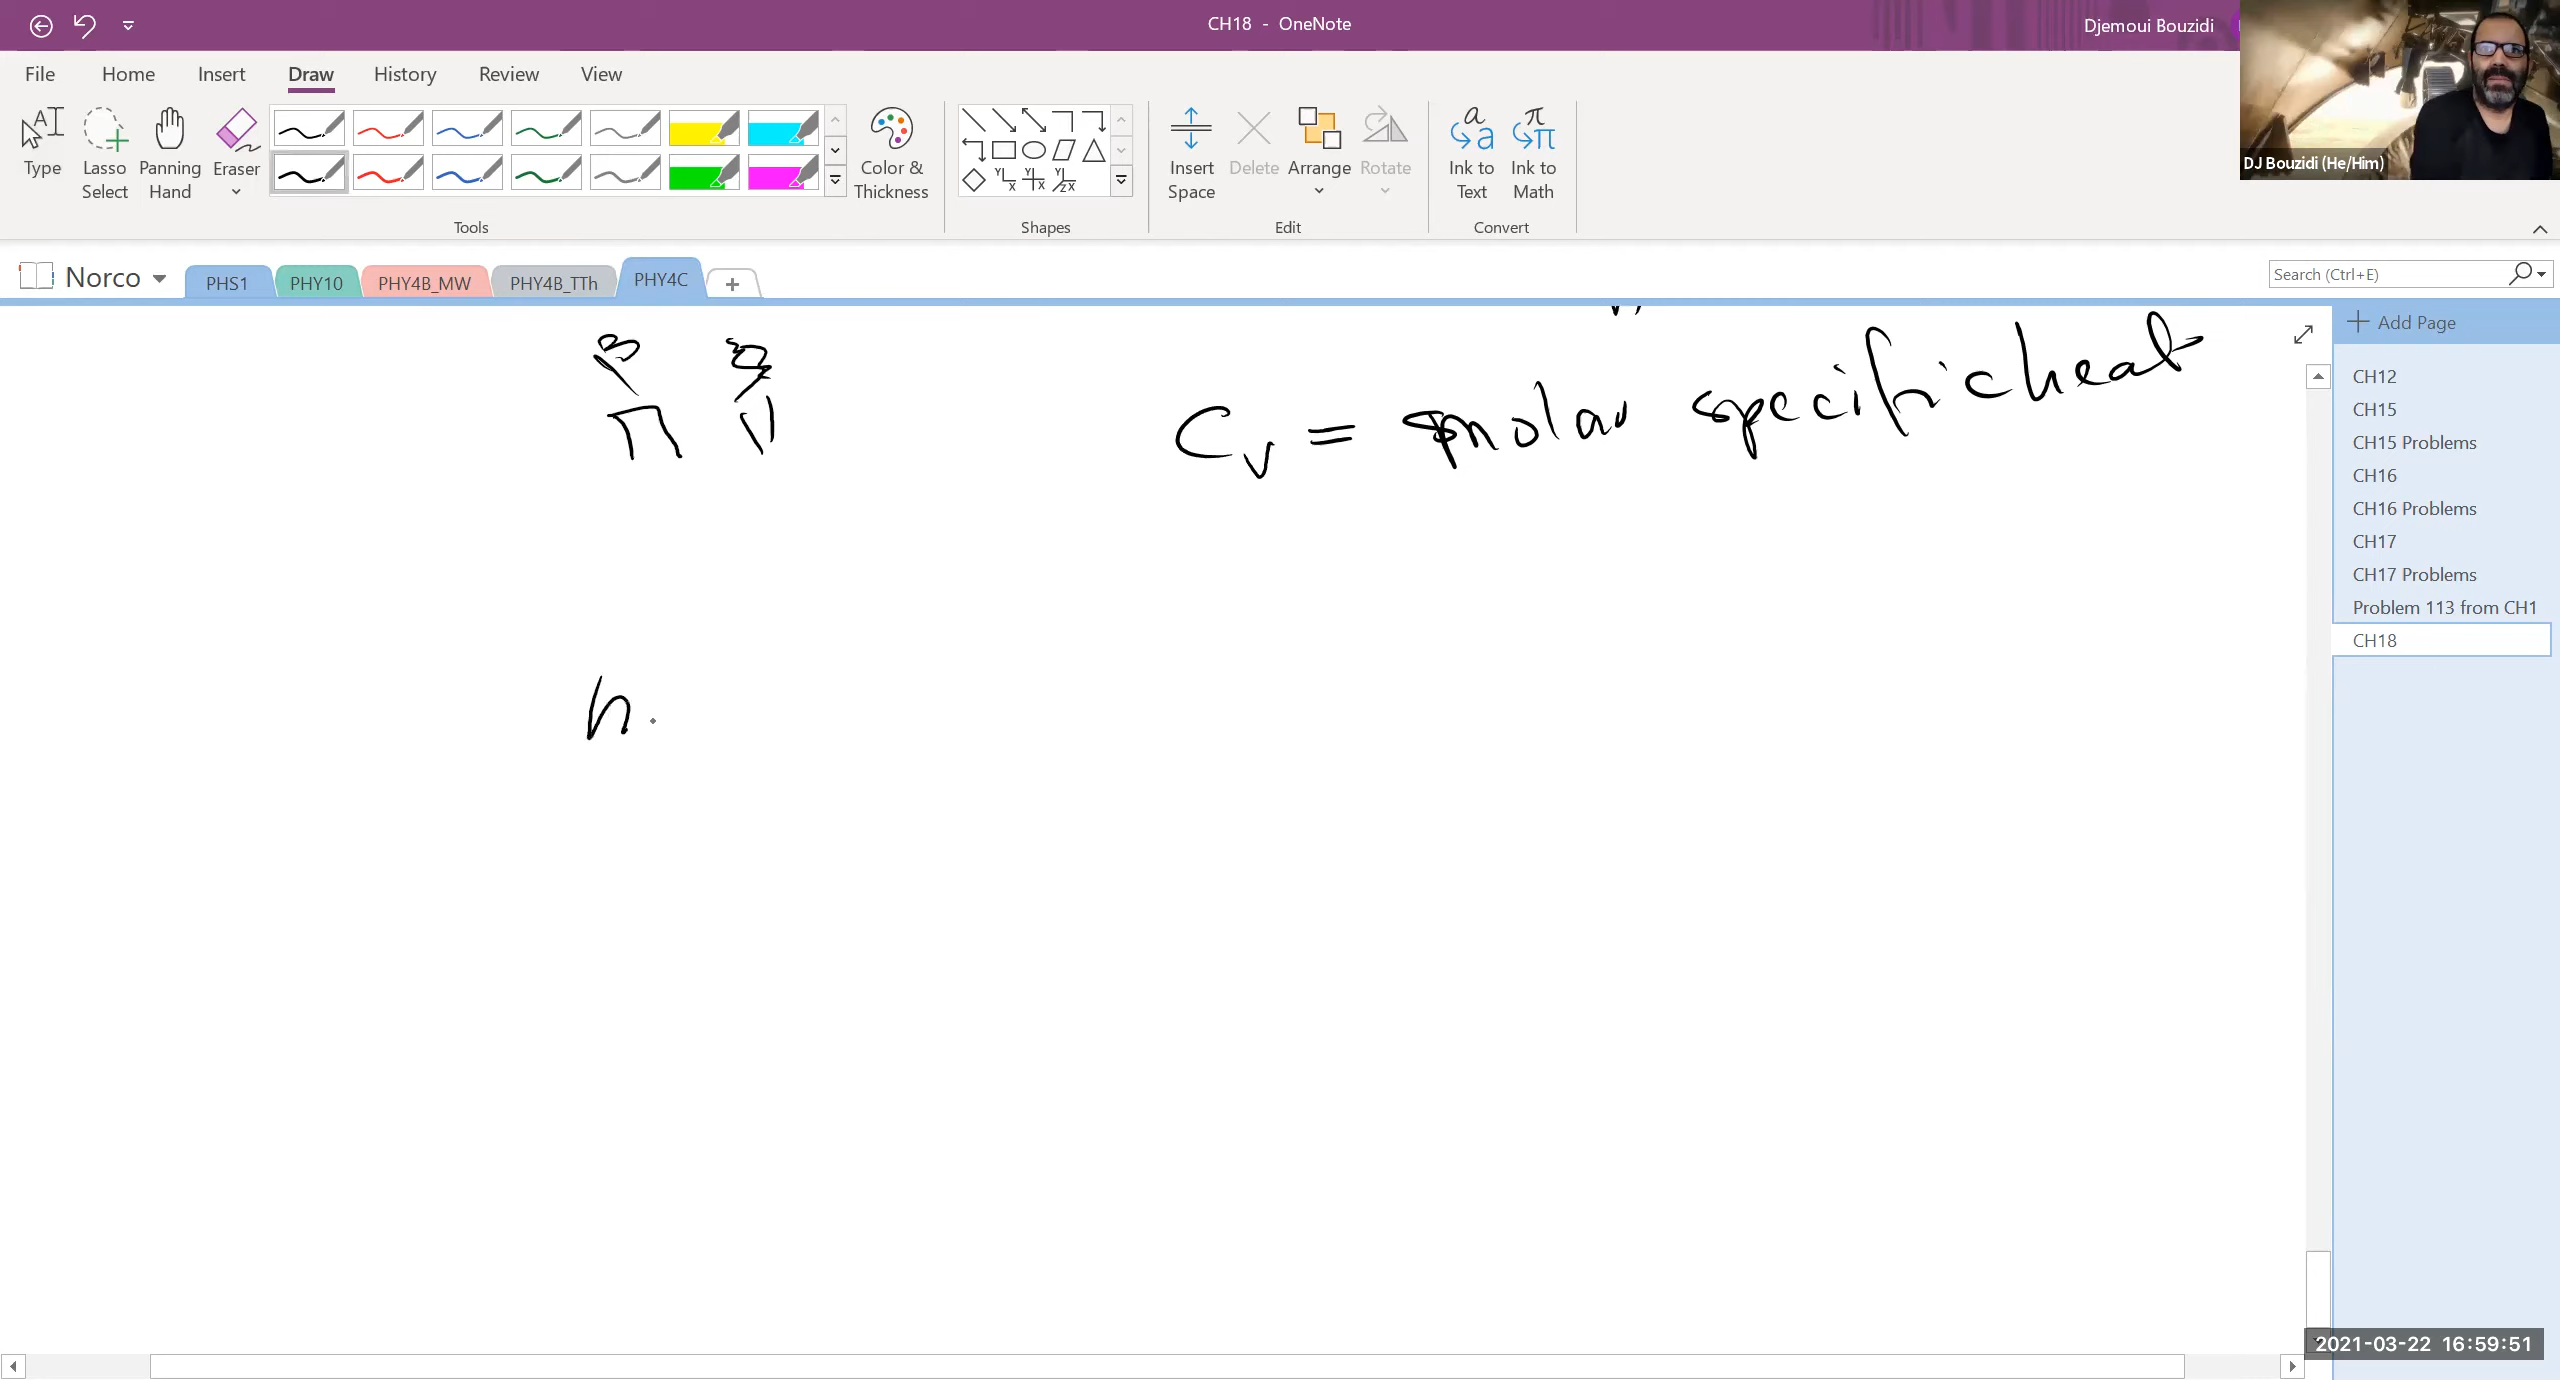 CH18 - OneNote
Djemoui Bouzidi
File Home Insert Draw History Review View
Type
Lasso Select
Panning Hand
Eraser
Color & Thickness
Insert Space
Delete
Arrange
Rotate
Ink to Text
Ink to Math
Tools
Shapes
Edit
Convert
DJ Bouzidi (He/Him)
Norco
PHS1 PHY10 PHY4B_MW PHY4B_TTh PHY4C
Search (Ctrl+E)
Add Page
CH12
CH15
CH15 Problems
CH16
CH16 Problems
CH17
CH17 Problems
Problem 113 from CH1
CH18
Cv = molar specific heat
n
2021-03-22 16:59:51